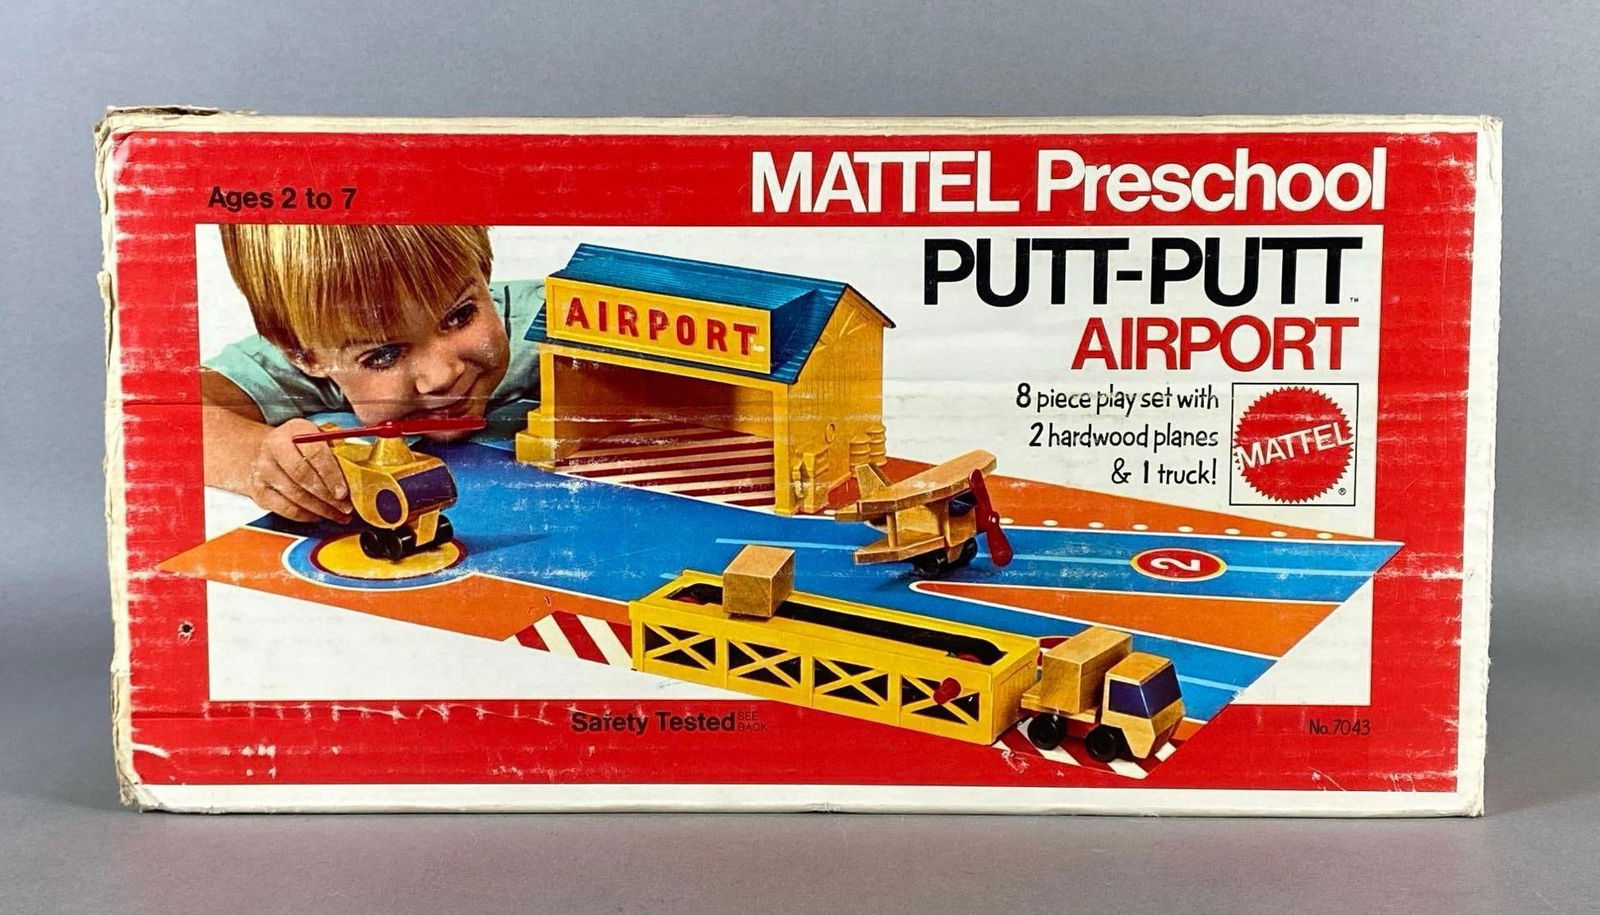 Ages 2 to 7
MATTEL Preschool
PUTT-PUTT™
AIRPORT
8 piece play set with
2 hardwood planes
& 1 truck!
MATTEL
®
AIRPORT
2
Safety Tested SEE BACK
No. 7043